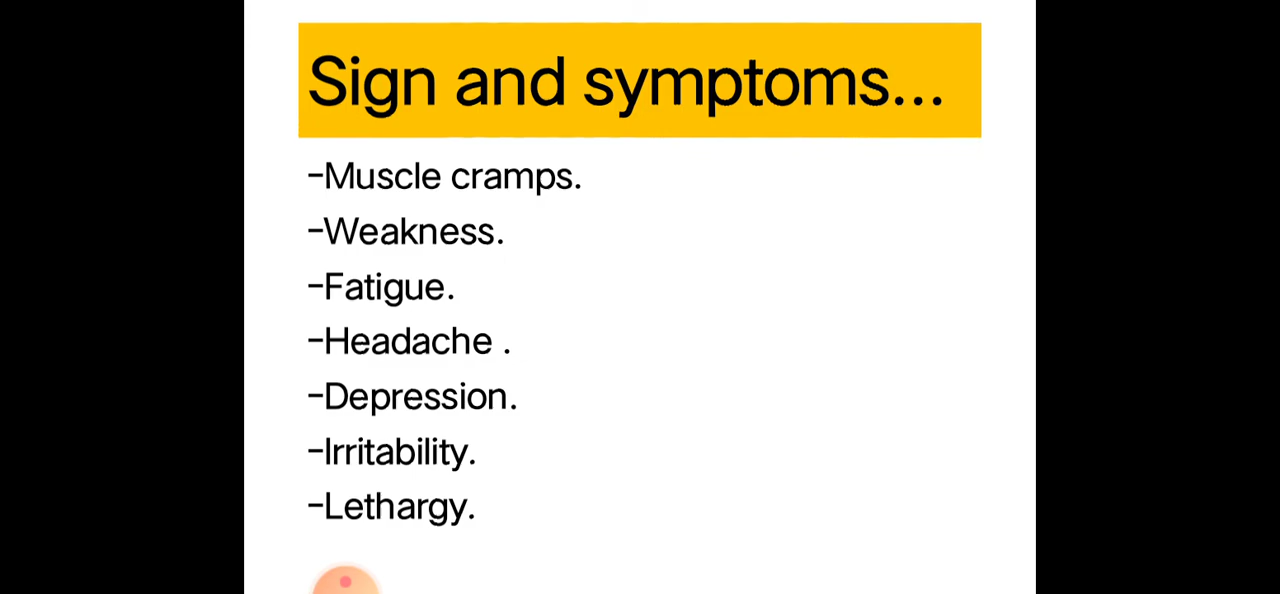 Sign and symptoms...
-Muscle cramps.
-Weakness.
-Fatigue.
-Headache .
-Depression.
-Irritability.
-Lethargy.